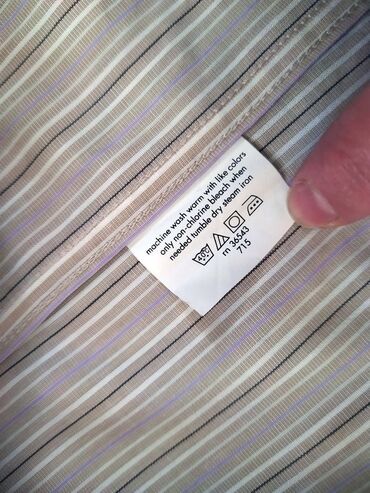 machine wash warm with like colors
only non-chlorine bleach when
needed tumble dry steam iron
40C
rn 36543
715